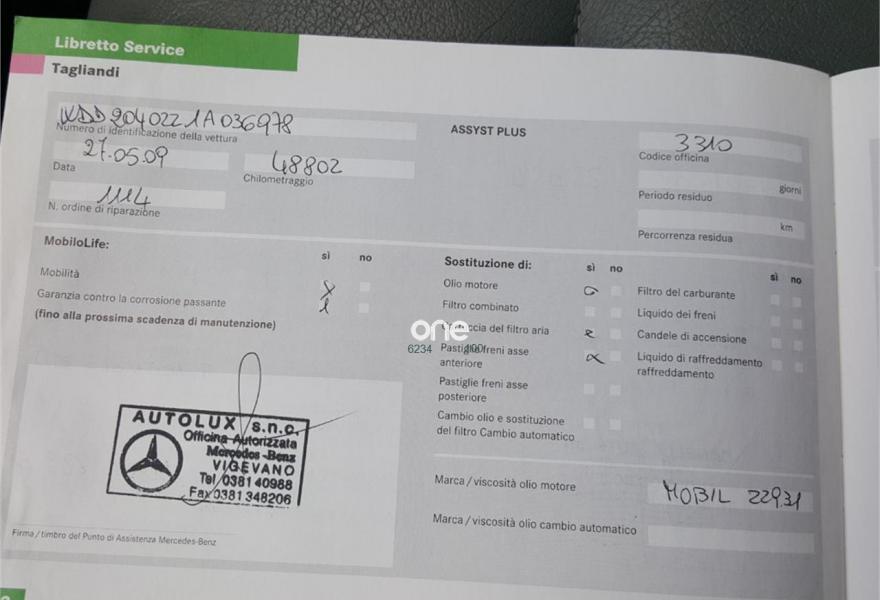 Libretto Service
Tagliandi
WDD2040221A036978
Numero di identificazione della vettura
27.05.09
Data
48802
Chilometraggio
1114
N. ordine di riparazione
ASSYST PLUS
3310
Codice officina
giorni
Periodo residuo
km
Percorrenza residua
MobiloLife:
sì no
Mobilità
Garanzia contro la corrosione passante
(fino alla prossima scadenza di manutenzione)
Sostituzione di:
sì no
Olio motore
Filtro combinato
del filtro aria
Pastiglie freni asse
anteriore
Pastiglie freni asse
posteriore
Cambio olio e sostituzione
del filtro Cambio automatico
sì no
Filtro del carburante
Liquido dei freni
Candele di accensione
Liquido di raffreddamento
raffreddamento
one
6234
AUTOLUX s.n.c.
Officina Autorizzata
Mercedes-Benz
VIGEVANO
Tel 0381 40988
Fax 0381 348206
Firma / timbro del Punto di Assistenza Mercedes-Benz
Marca / viscosità olio motore
MOBIL 229.31
Marca / viscosità olio cambio automatico